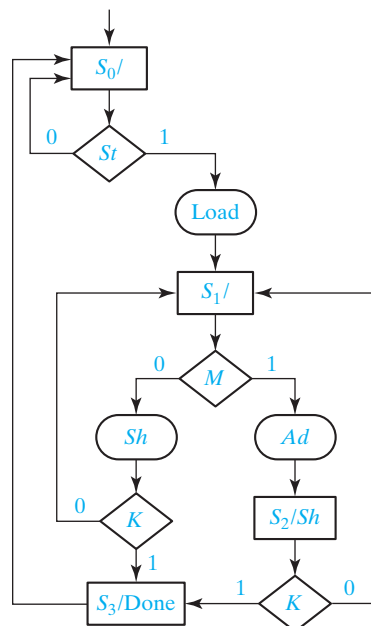 S₀/
0 St 1
Load
S₁/
0 M 1
Sh Ad
0 K S₂/Sh
1
S₃/Done 1 K 0